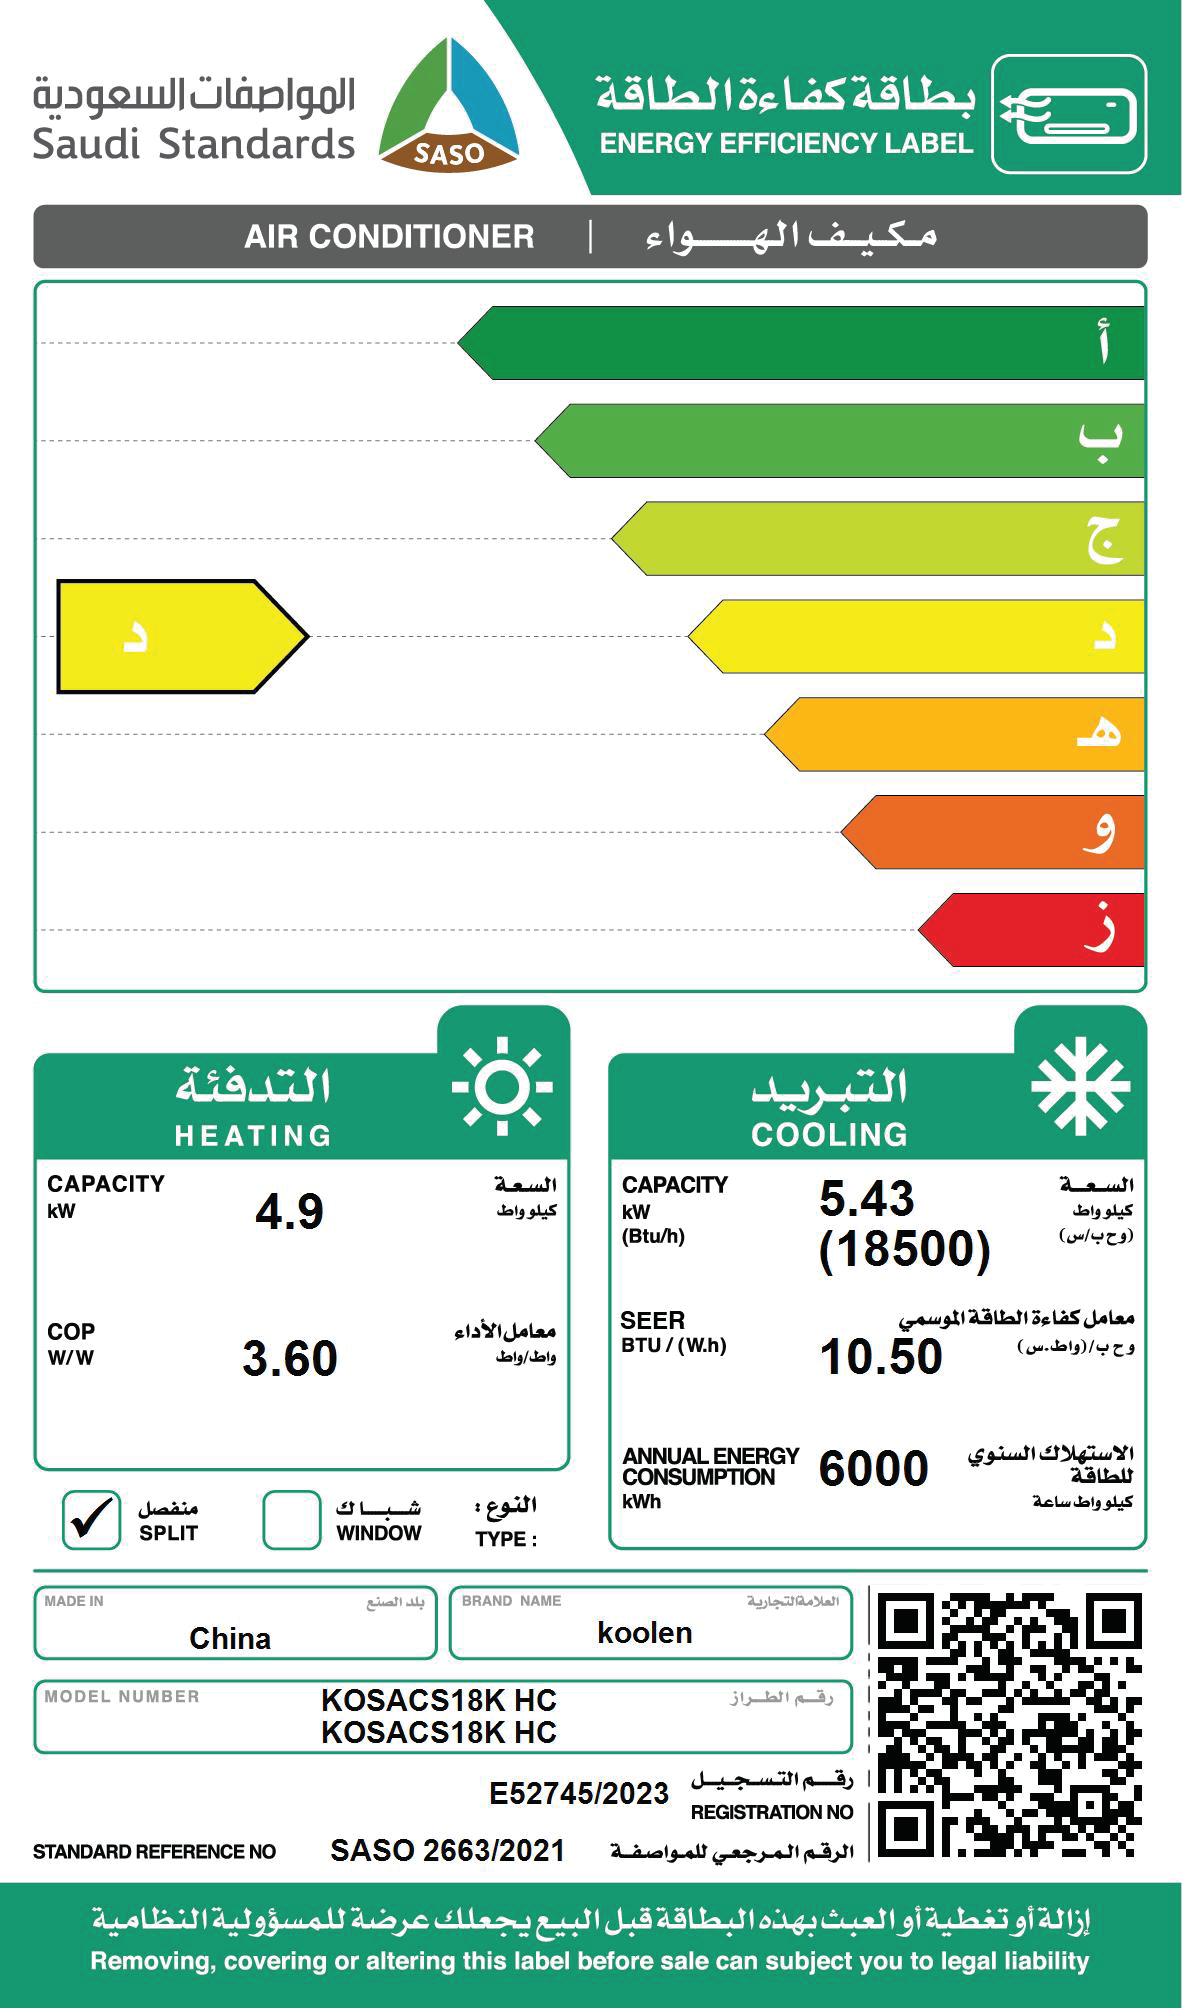 المواصفات السعودية
Saudi Standards
SASO
بطاقة كفاءة الطاقة
ENERGY EFFICIENCY LABEL
AIR CONDITIONER | مكيف الهواء
أ
ب
ج
د
د
هـ
و
ز
التدفئة
HEATING
CAPACITY
kW
4.9
السعة
كيلو واط
COP
W/W
3.60
معامل الأداء
واط/واط
التبريد
COOLING
CAPACITY
kW
(Btu/h)
5.43
(18500)
السعة
كيلو واط
(وح ب/س)
SEER
BTU / (W.h)
10.50
معامل كفاءة الطاقة الموسمي
وح ب/(واط.س)
ANNUAL ENERGY
CONSUMPTION
kWh
6000
الاستهلاك السنوي
للطاقة
كيلو واط ساعة
النوع :
TYPE :
شباك
WINDOW
منفصل
SPLIT
MADE IN
بلد الصنع
China
BRAND NAME
العلامة التجارية
koolen
MODEL NUMBER
رقم الطراز
KOSACS18K HC
KOSACS18K HC
E52745/2023
رقم التسجيل
REGISTRATION NO
STANDARD REFERENCE NO SASO 2663/2021 الرقم المرجعي للمواصفة
إزالة أو تغطية أو العبث بهذه البطاقة قبل البيع يجعلك عرضة للمسؤولية النظامية
Removing, covering or altering this label before sale can subject you to legal liability